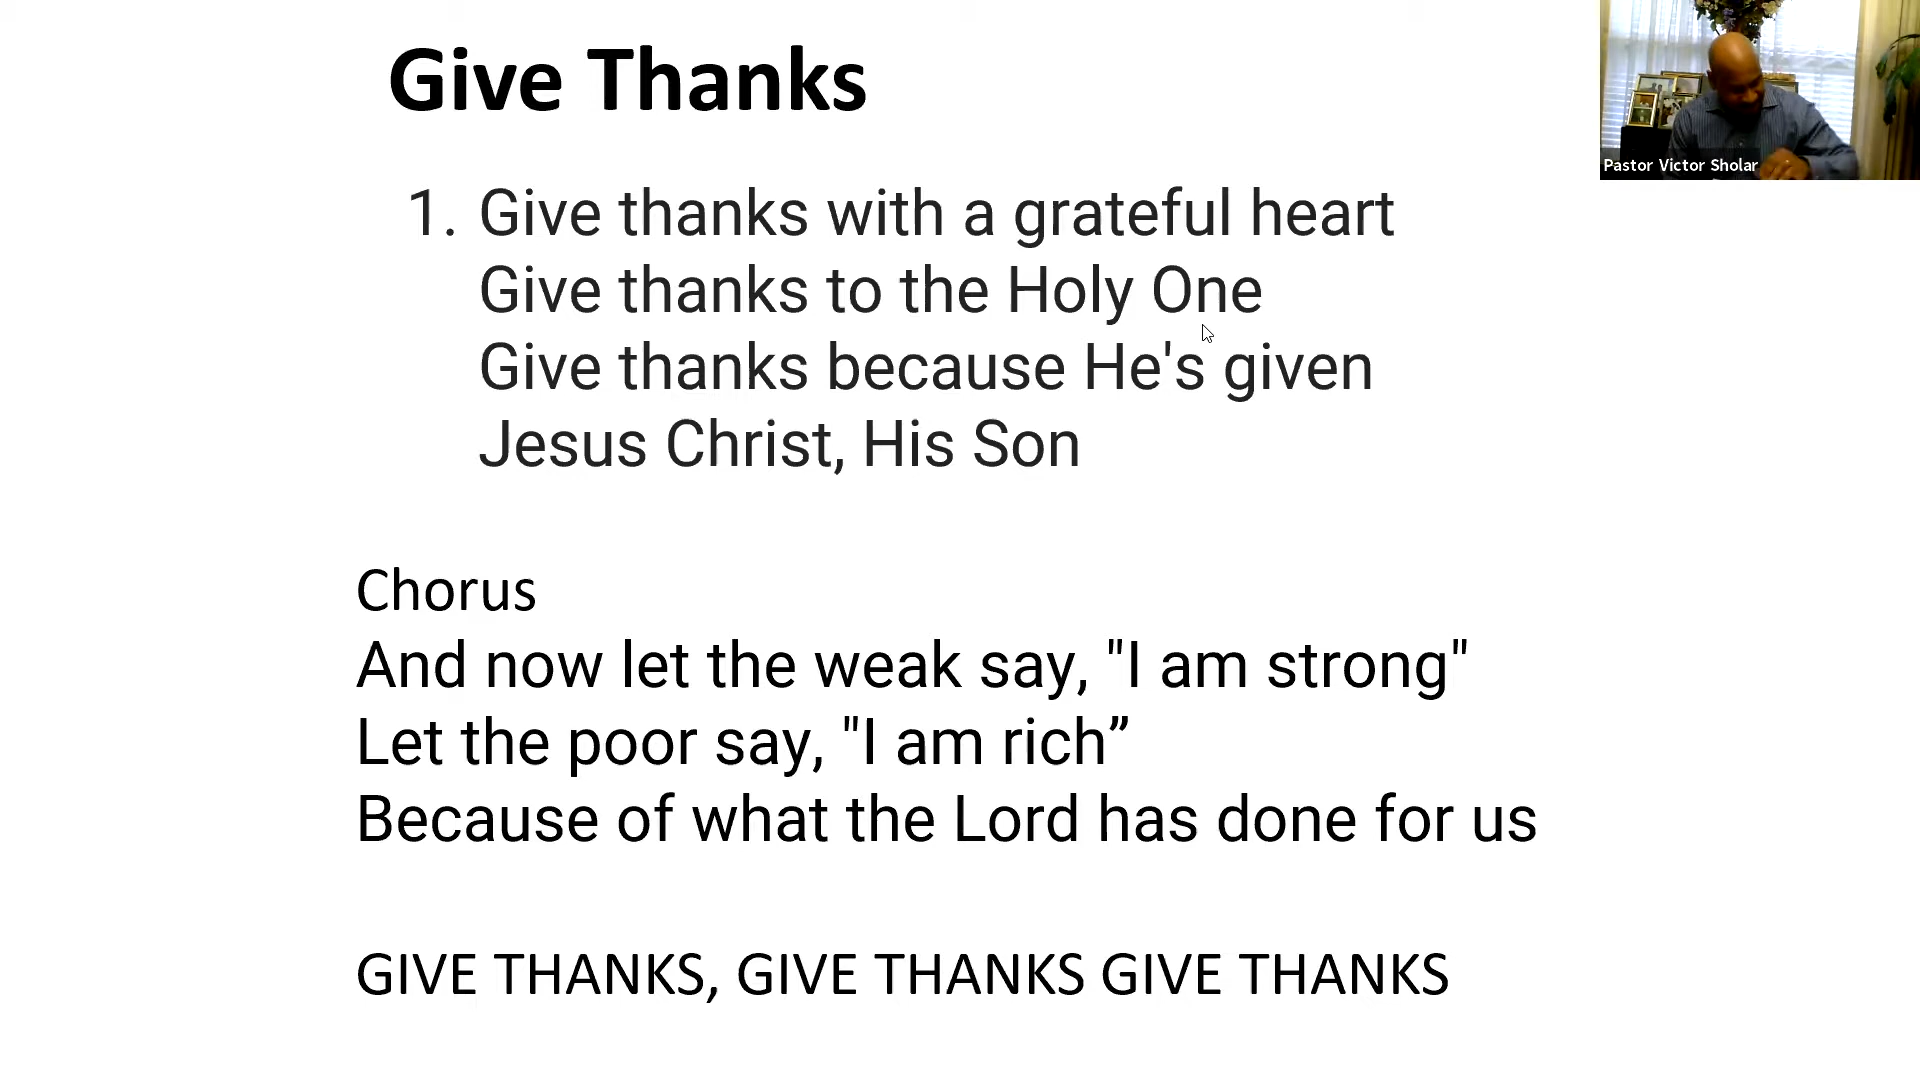 Give Thanks
Pastor Victor Sholar
1. Give thanks with a grateful heart
Give thanks to the Holy One
Give thanks because He's given
Jesus Christ, His Son
Chorus
And now let the weak say, "I am strong"
Let the poor say, "I am rich”
Because of what the Lord has done for us
GIVE THANKS, GIVE THANKS GIVE THANKS